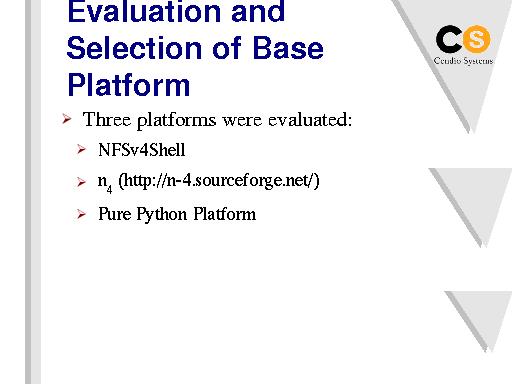 Evaluation and
Selection of Base
Platform
CS
Cendio Systems
Three platforms were evaluated:
NFSv4Shell
n4 (http://n-4.sourceforge.net/)
Pure Python Platform